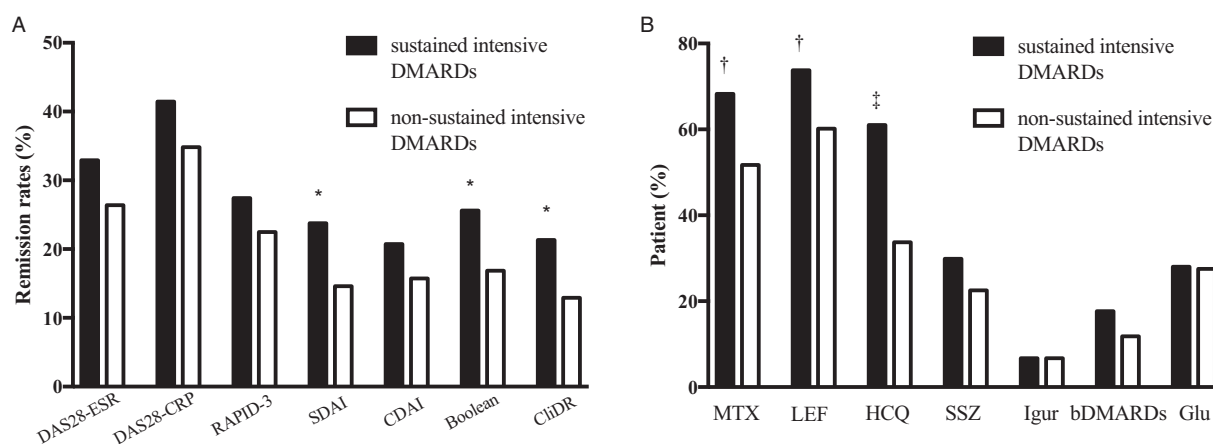 A
50
40
30
20
10
0
Remission rates (%)
sustained intensive
DMARDs
non-sustained intensive
DMARDs
*
*
*
DAS28-ESR
DAS28-CRP
RAPID-3
SDAI
CDAI
Boolean
CliDR
B
80
60
40
20
0
Patient (%)
sustained intensive
DMARDs
non-sustained intensive
DMARDs
†
†
‡
MTX
LEF
HCQ
SSZ
Igur
bDMARDs
Glu